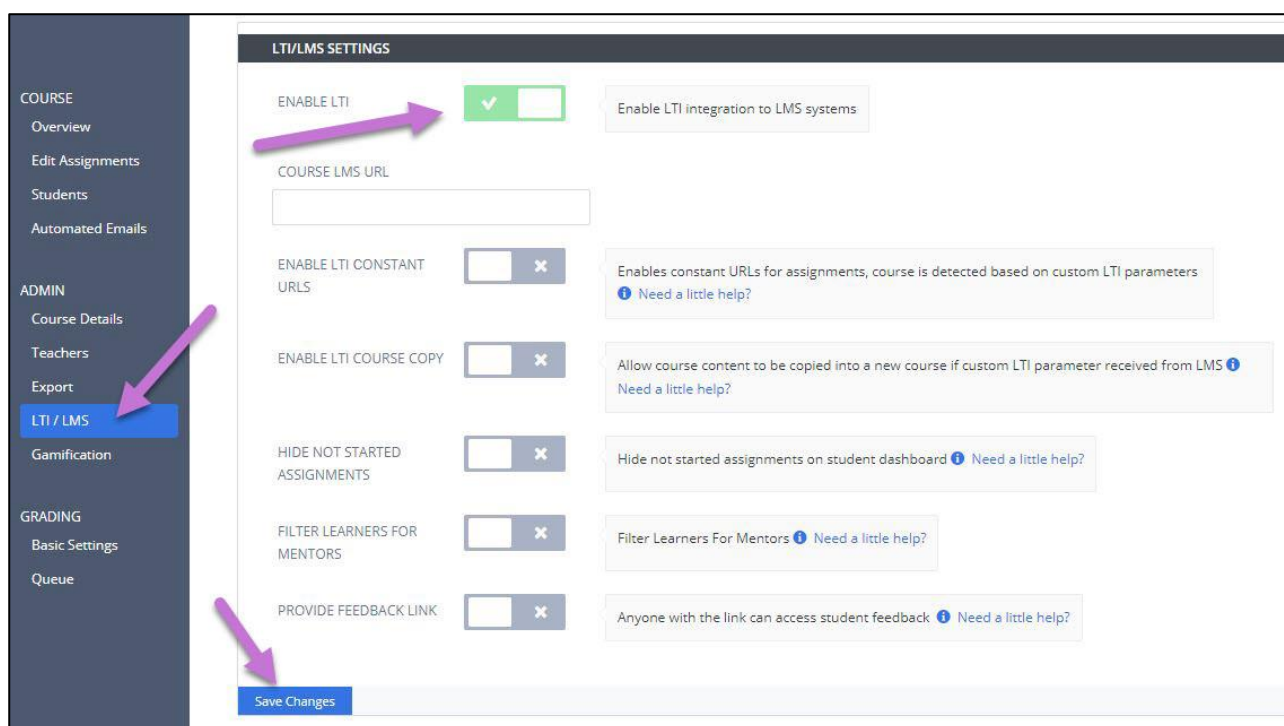 COURSE
Overview
Edit Assignments
Students
Automated Emails
ADMIN
Course Details
Teachers
Export
LTI / LMS
Gamification
GRADING
Basic Settings
Queue
LTI/LMS SETTINGS
ENABLE LTI
Enable LTI integration to LMS systems
COURSE LMS URL
ENABLE LTI CONSTANT
URLS
Enables constant URLs for assignments, course is detected based on custom LTI parameters
Need a little help?
ENABLE LTI COURSE COPY
Allow course content to be copied into a new course if custom LTI parameter received from LMS
Need a little help?
HIDE NOT STARTED
ASSIGNMENTS
Hide not started assignments on student dashboard Need a little help?
FILTER LEARNERS FOR
MENTORS
Filter Learners For Mentors Need a little help?
PROVIDE FEEDBACK LINK
Anyone with the link can access student feedback Need a little help?
Save Changes